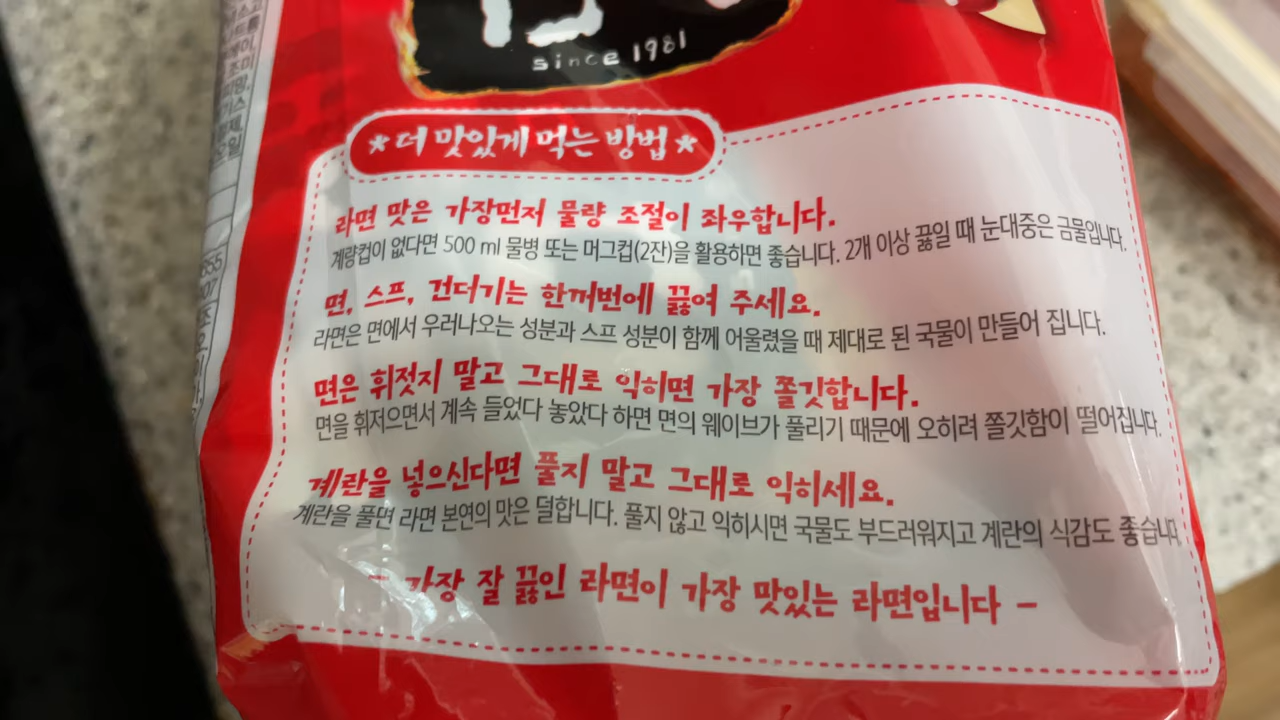 since 1981
*더 맛있게 먹는 방법*
라면 맛은 가장먼저 물량 조절이 좌우합니다.
계량컵이 없다면 500 ml 물병 또는 머그컵(2잔)을 활용하면 좋습니다. 2개 이상 끓일 때 눈대중은 금물입니다.
면, 스프, 건더기는 한꺼번에 끓여 주세요.
라면은 면에서 우러나오는 성분과 스프 성분이 함께 어울렸을 때 제대로 된 국물이 만들어 집니다.
면은 휘젓지 말고 그대로 익히면 가장 쫄깃합니다.
면을 휘저으면서 계속 들었다 놓았다 하면 면의 웨이브가 풀리기 때문에 오히려 쫄깃함이 떨어집니다.
계란을 넣으신다면 풀지 말고 그대로 익히세요.
계란을 풀면 라면 본연의 맛은 덜합니다. 풀지 않고 익히시면 국물도 부드러워지고 계란의 식감도 좋습니다.
- 가장 잘 끓인 라면이 가장 맛있는 라면입니다 -